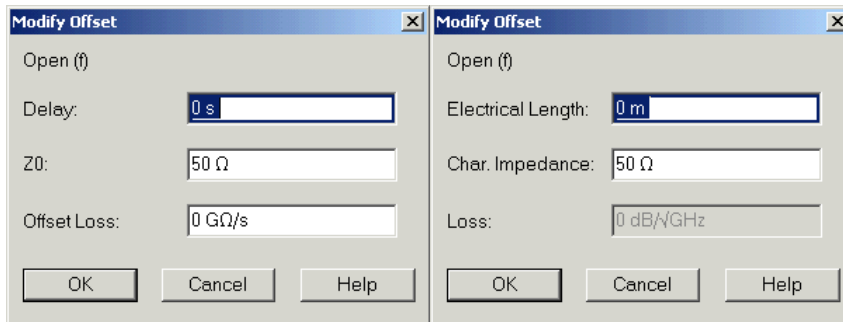 Modify Offset
Open (f)
Delay: 0 s
Z0: 50 Ω
Offset Loss: 0 GΩ/s
OK Cancel Help
Modify Offset
Open (f)
Electrical Length: 0 m
Char. Impedance: 50 Ω
Loss: 0 dB/√GHz
OK Cancel Help